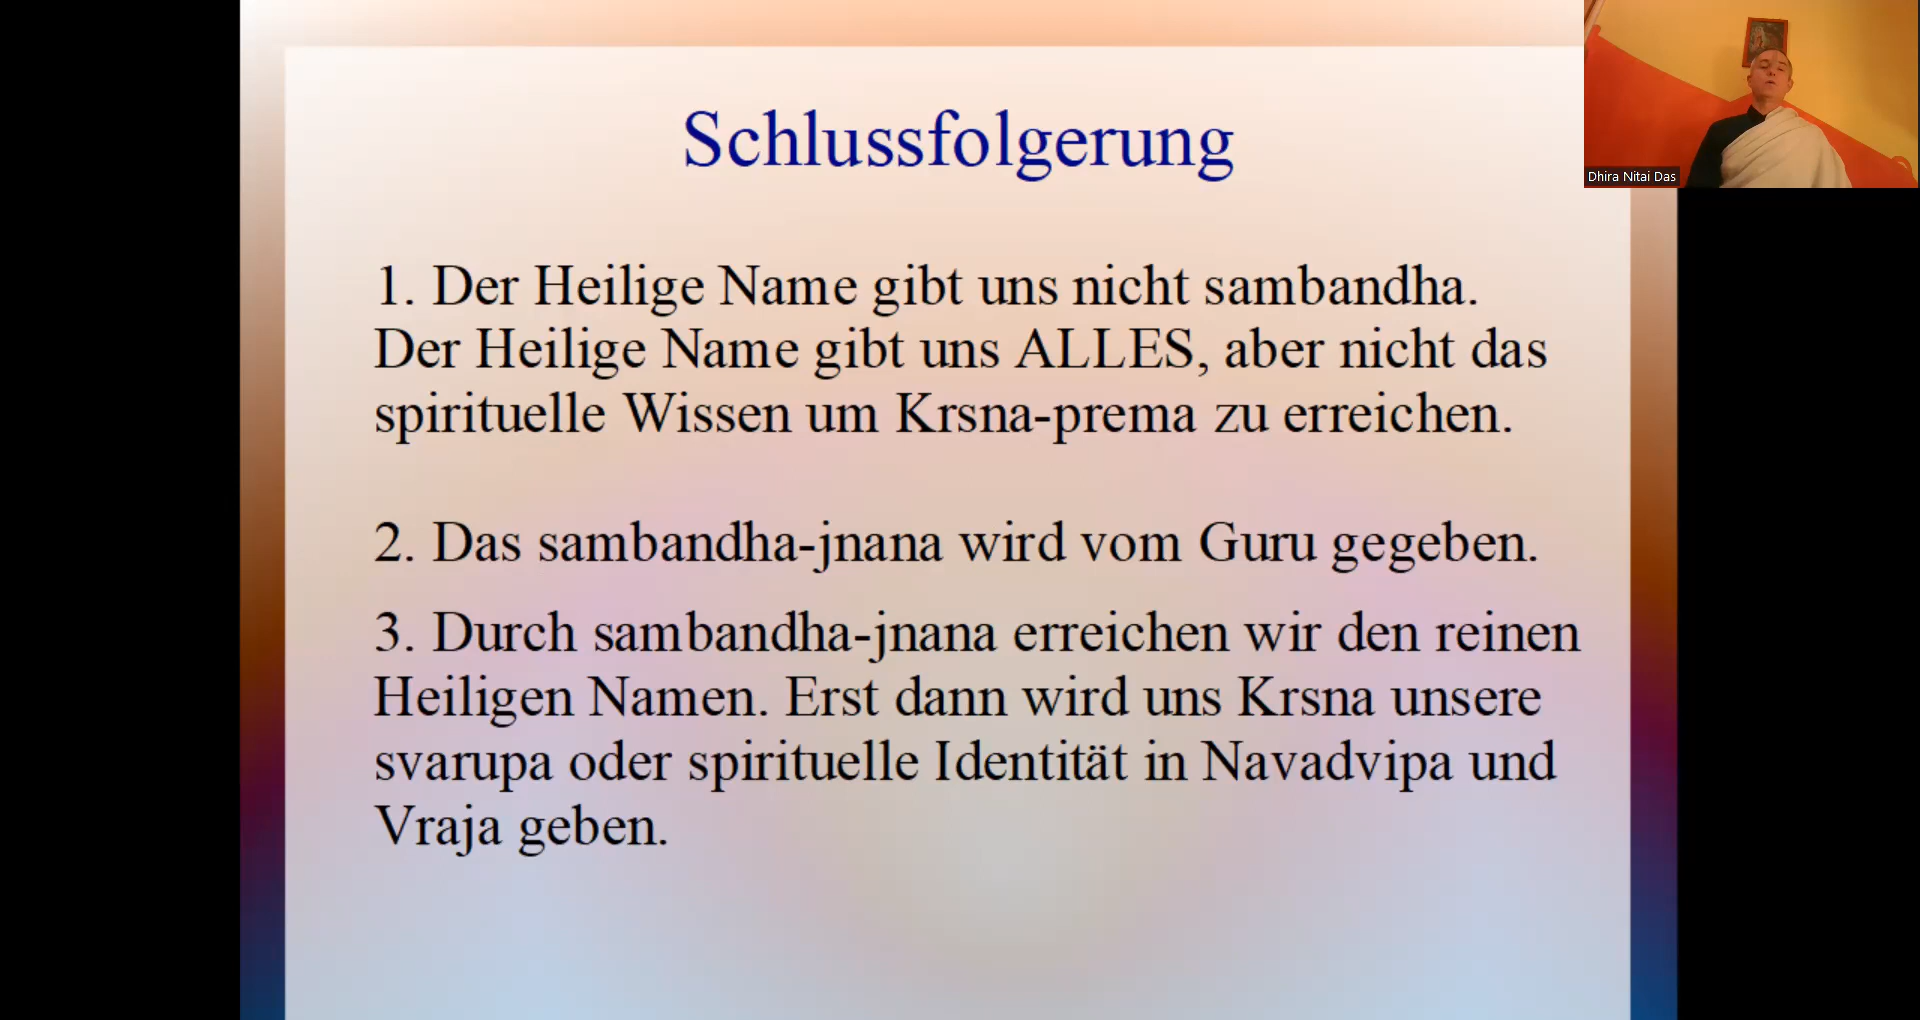 Schlussfolgerung
1. Der Heilige Name gibt uns nicht sambandha.
Der Heilige Name gibt uns ALLES, aber nicht das
spirituelle Wissen um Krsna-prema zu erreichen.
2. Das sambandha-jnana wird vom Guru gegeben.
3. Durch sambandha-jnana erreichen wir den reinen
Heiligen Namen. Erst dann wird uns Krsna unsere
svarupa oder spirituelle Identität in Navadvipa und
Vraja geben.
Dhira Nitai Das